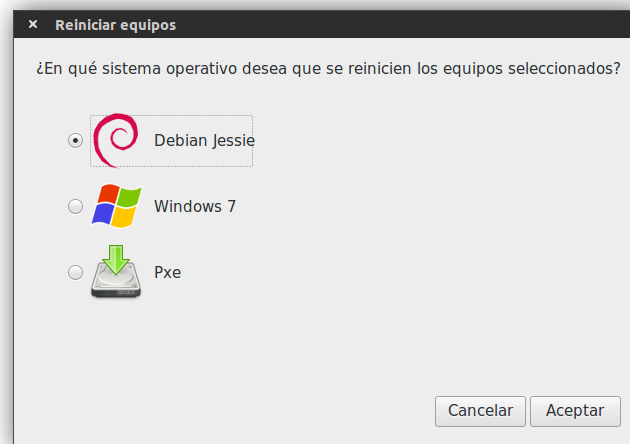 Reiniciar equipos
¿En qué sistema operativo desea que se reinicien los equipos seleccionados?
Debian Jessie
Windows 7
Pxe
Cancelar Aceptar